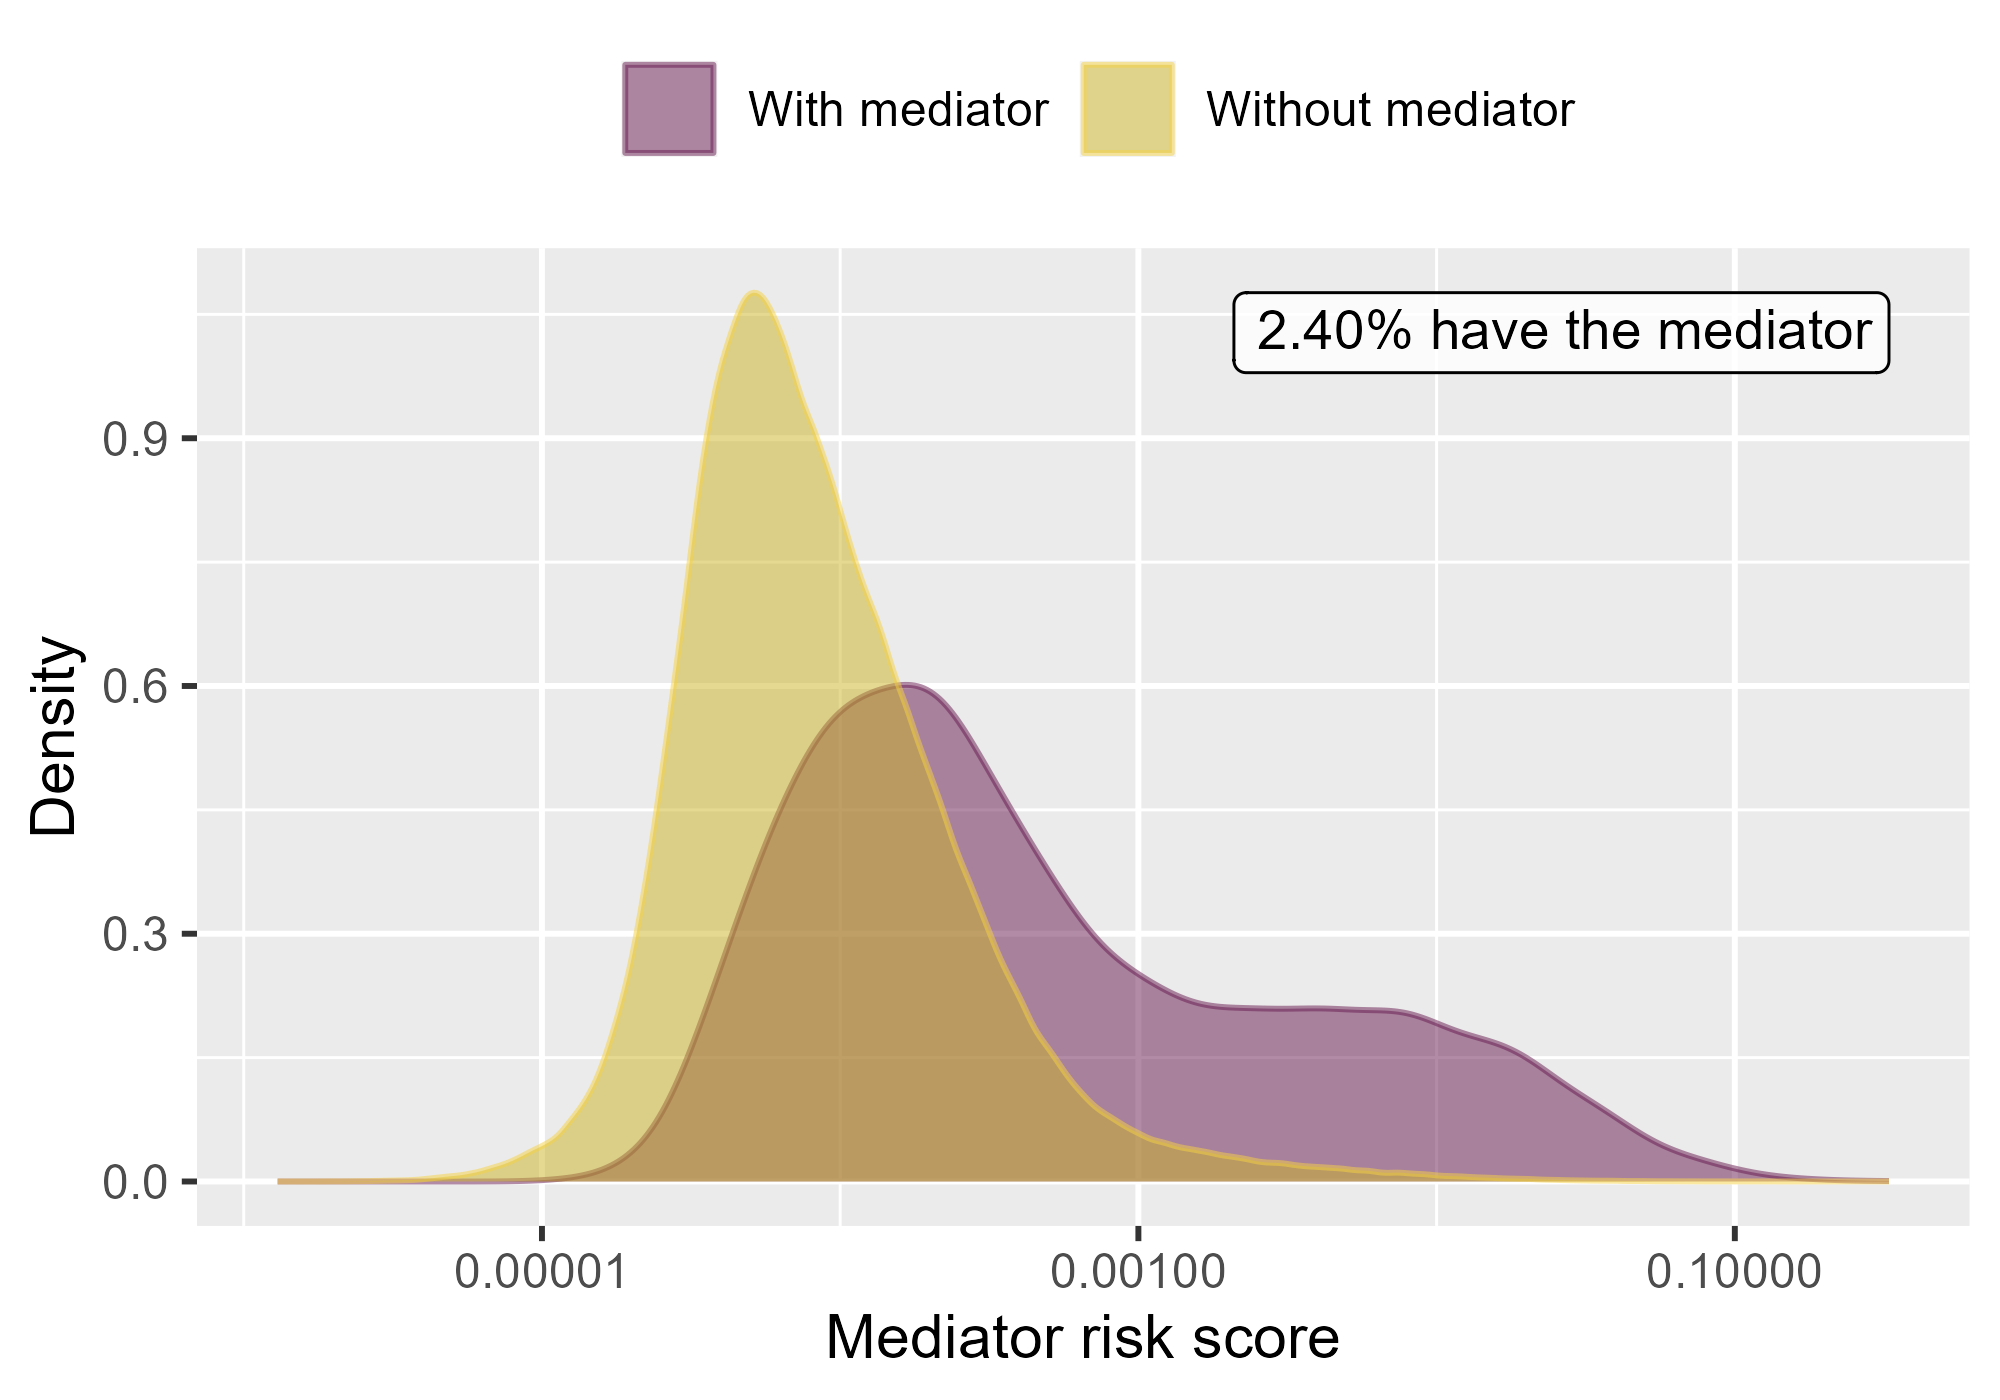 With mediator Without mediator
2.40% have the mediator
Density
0.9
0.6
0.3
0.0
0.00001 0.00100 0.10000
Mediator risk score